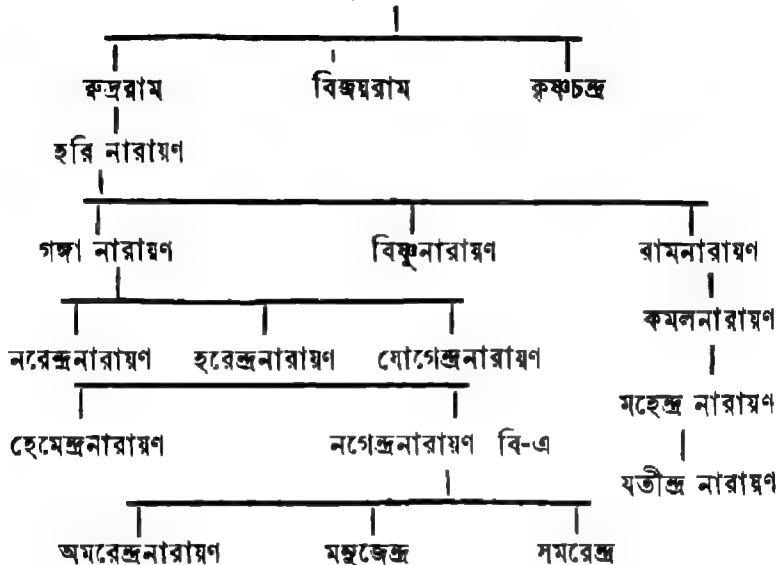 রুদ্ররাম বিজয়রাম কৃষ্ণচন্দ্র
হরি নারায়ণ
গঙ্গা নারায়ণ বিষ্ণুনারায়ণ রামনারায়ণ
কমলনারায়ণ
নরেন্দ্রনারায়ণ হরেন্দ্রনারায়ণ যোগেন্দ্রনারায়ণ
মহেন্দ্র নারায়ণ
হেমেন্দ্রনারায়ণ নগেন্দ্রনারায়ণ বি-এ
যতীন্দ্র নারায়ণ
অমরেন্দ্রনারায়ণ মন্থজেন্দ্র সমরেন্দ্র